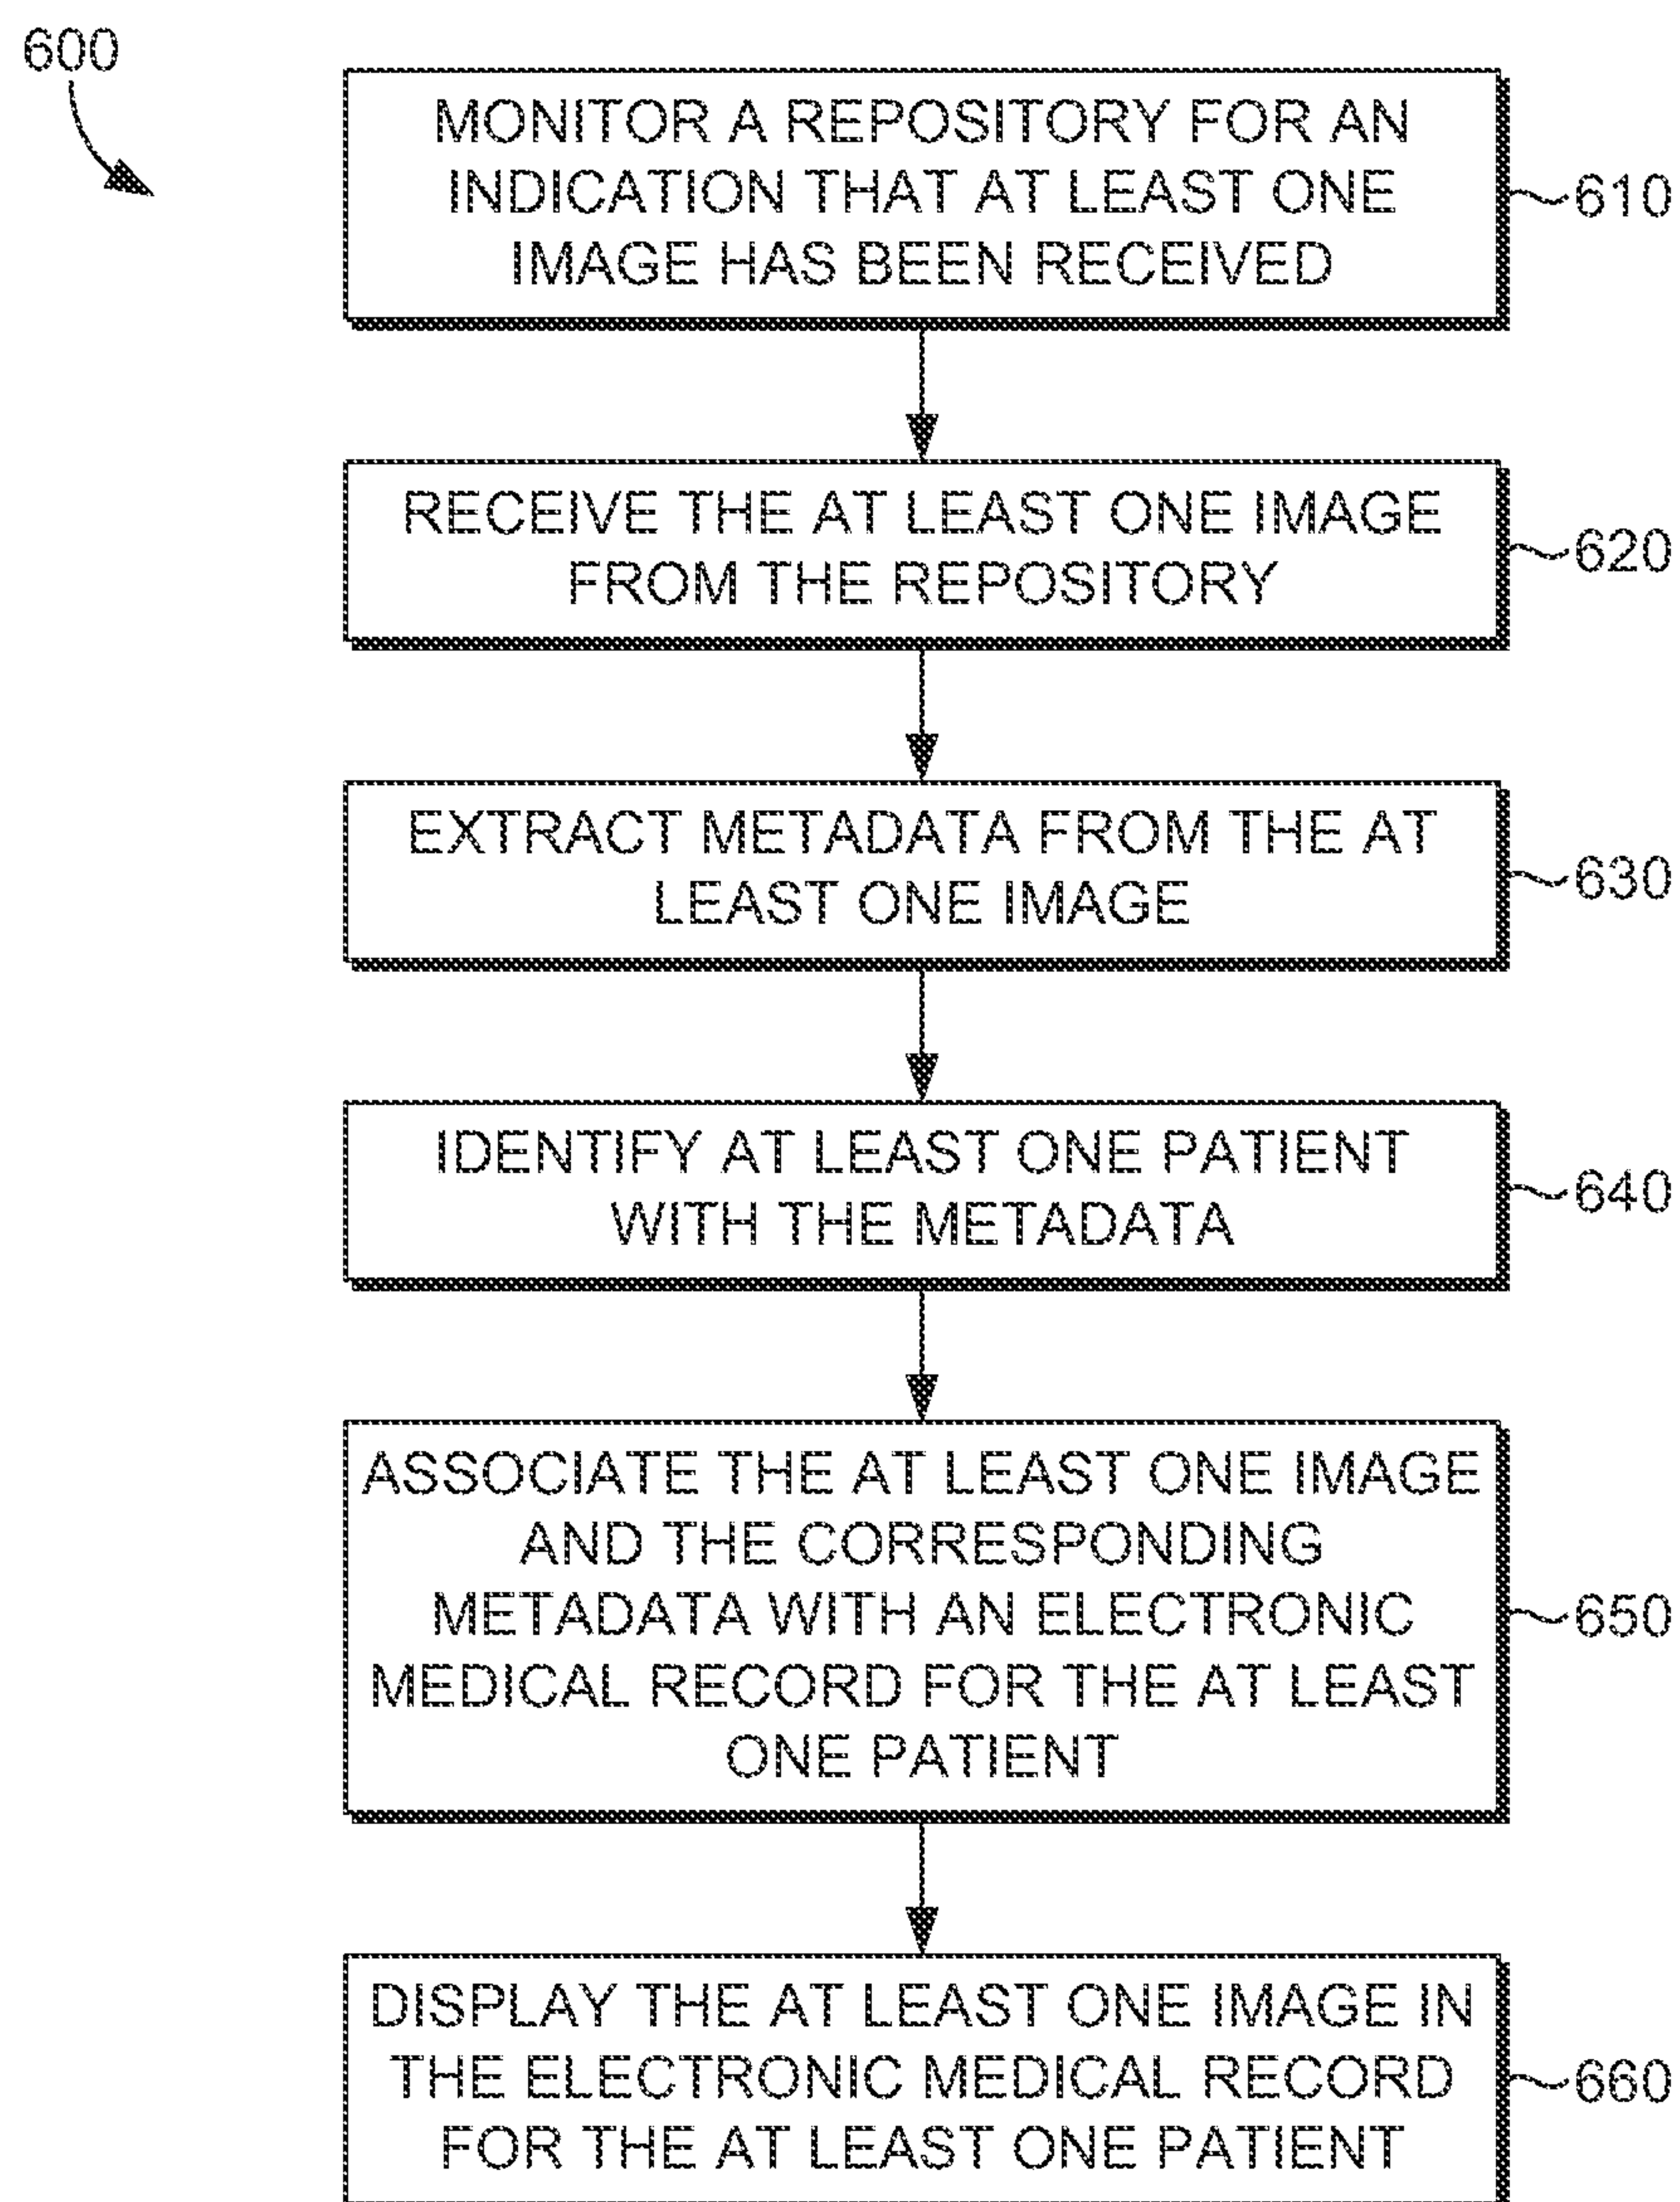 600
MONITOR A REPOSITORY FOR AN
INDICATION THAT AT LEAST ONE
IMAGE HAS BEEN RECEIVED
610
RECEIVE THE AT LEAST ONE IMAGE
FROM THE REPOSITORY
620
EXTRACT METADATA FROM THE AT
LEAST ONE IMAGE
630
IDENTIFY AT LEAST ONE PATIENT
WITH THE METADATA
640
ASSOCIATE THE AT LEAST ONE IMAGE
AND THE CORRESPONDING
METADATA WITH AN ELECTRONIC
MEDICAL RECORD FOR THE AT LEAST
ONE PATIENT
650
DISPLAY THE AT LEAST ONE IMAGE IN
THE ELECTRONIC MEDICAL RECORD
FOR THE AT LEAST ONE PATIENT
660